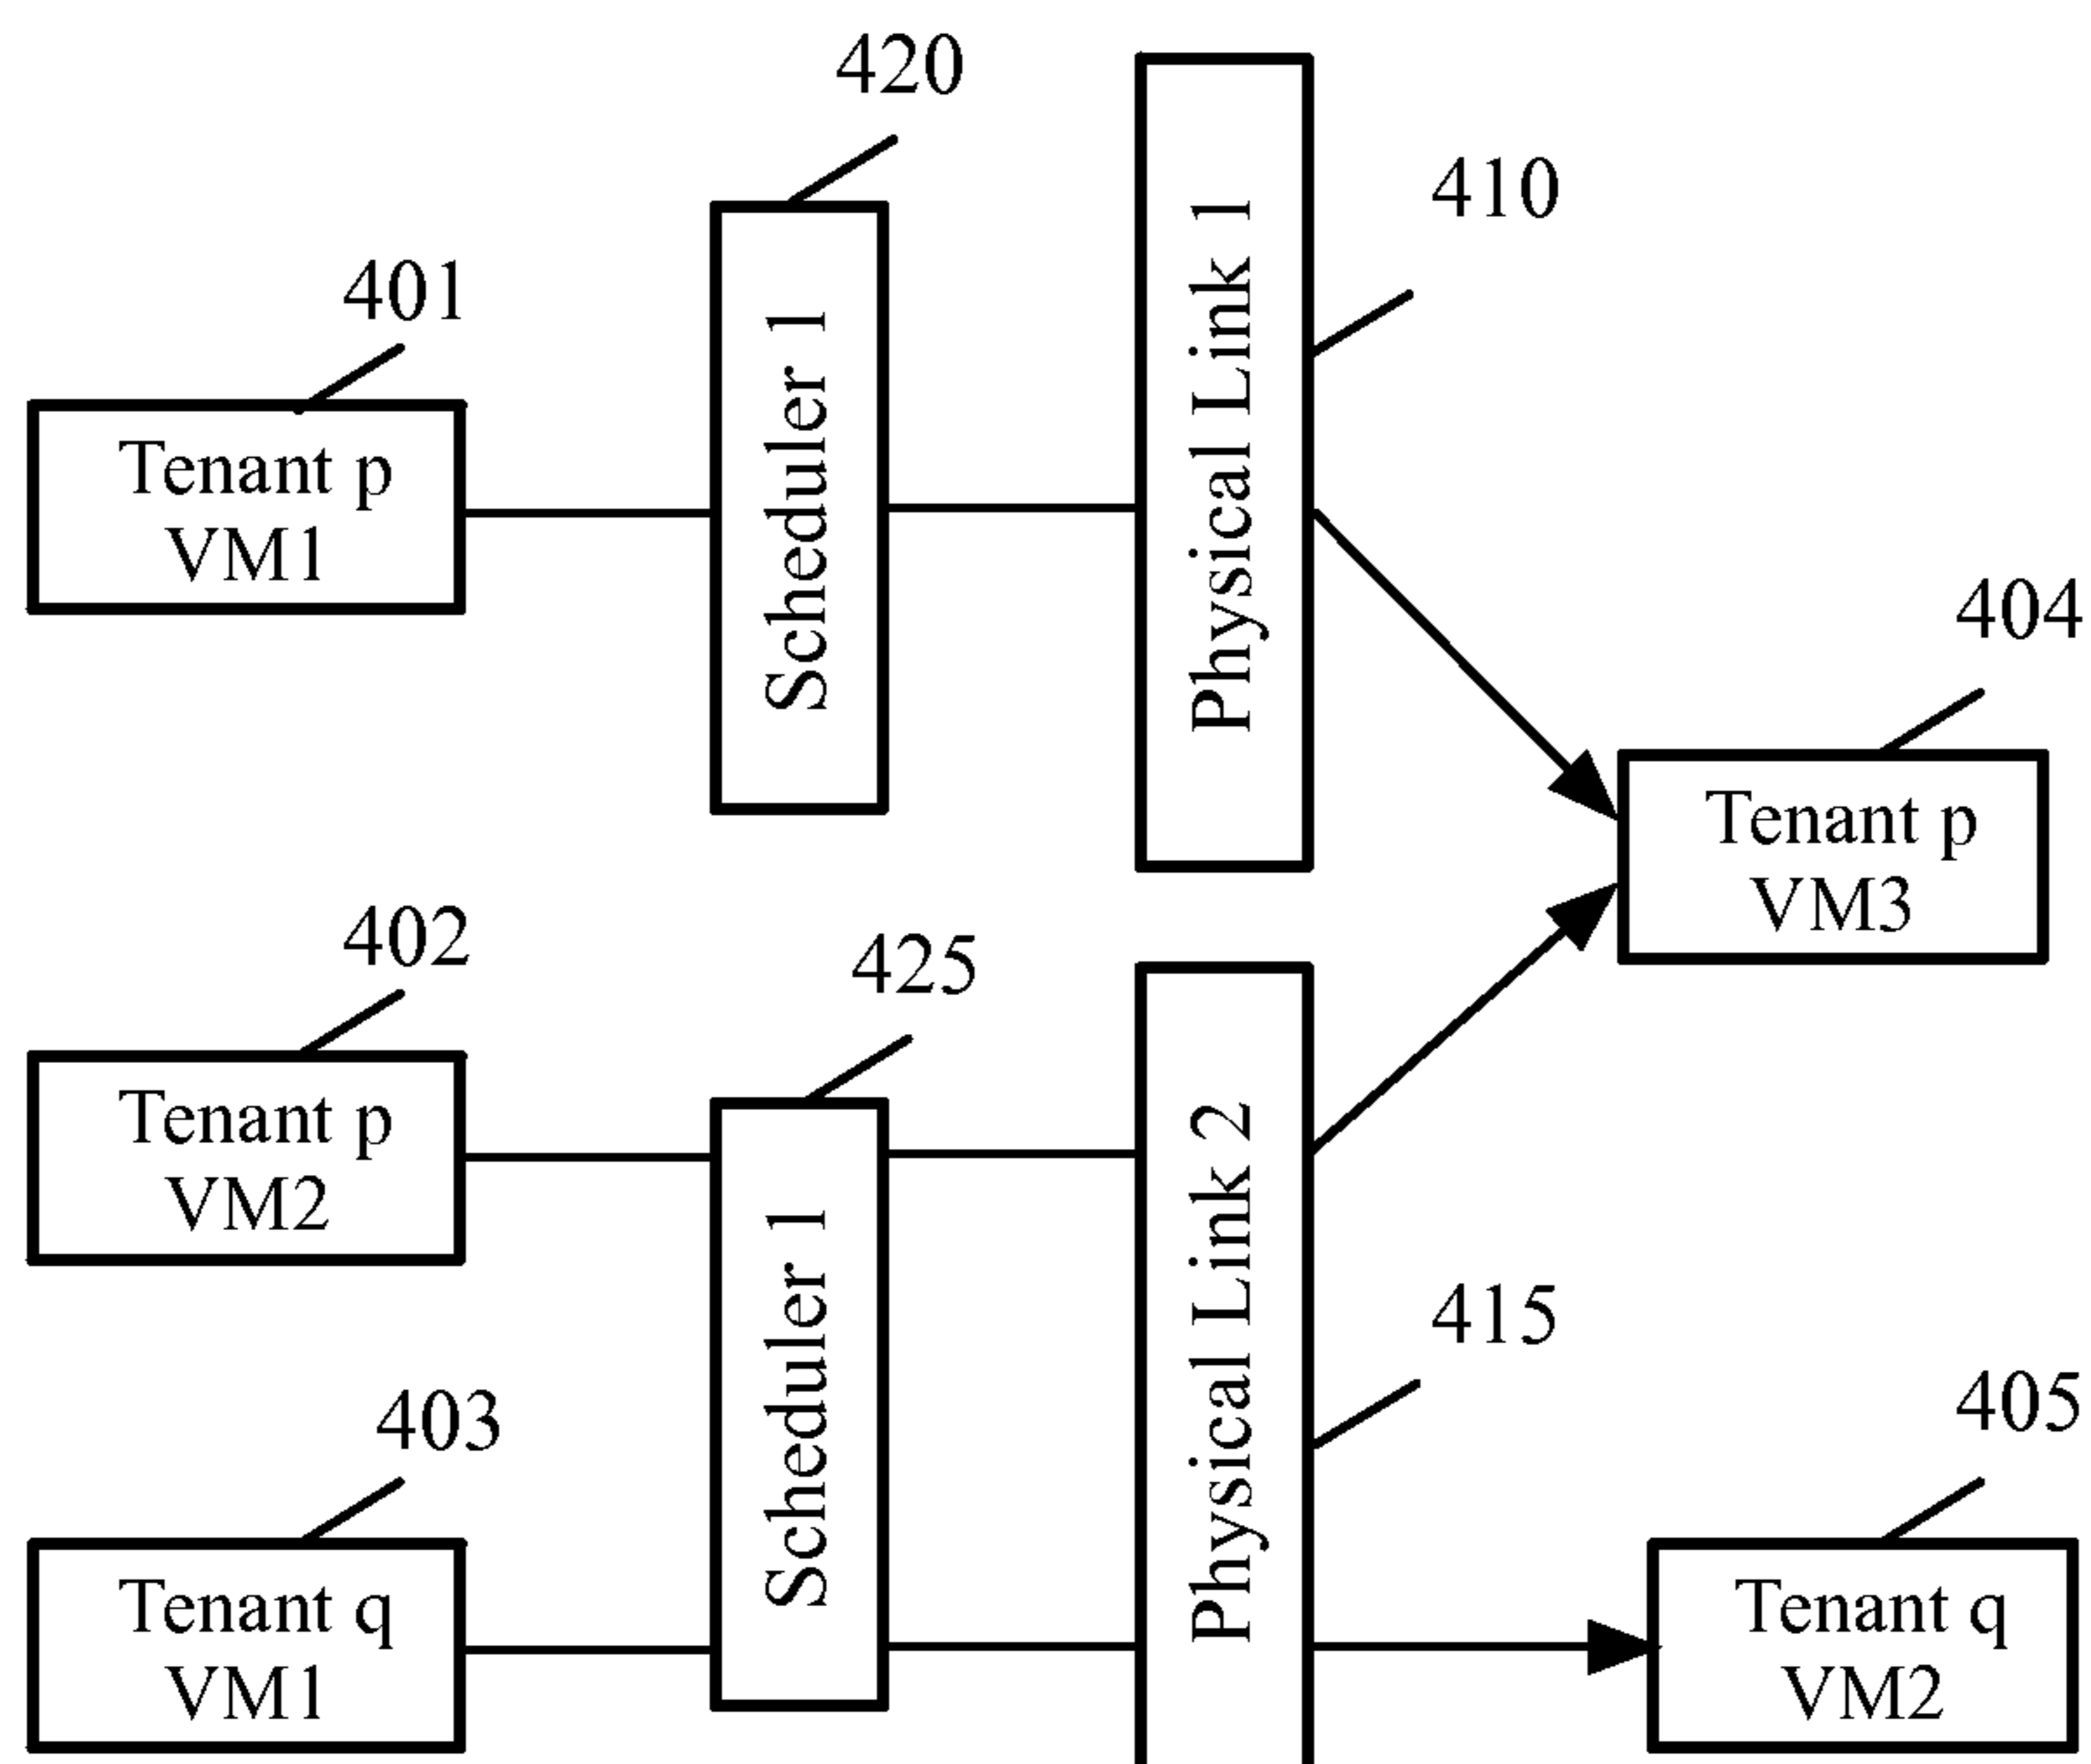 420
410
401
Scheduler 1
Physical Link 1
Tenant p
VM1
404
Tenant p
VM3
402
425
Tenant p
VM2
Scheduler 1
Physical Link 2
415
403
405
Tenant q
VM1
Tenant q
VM2